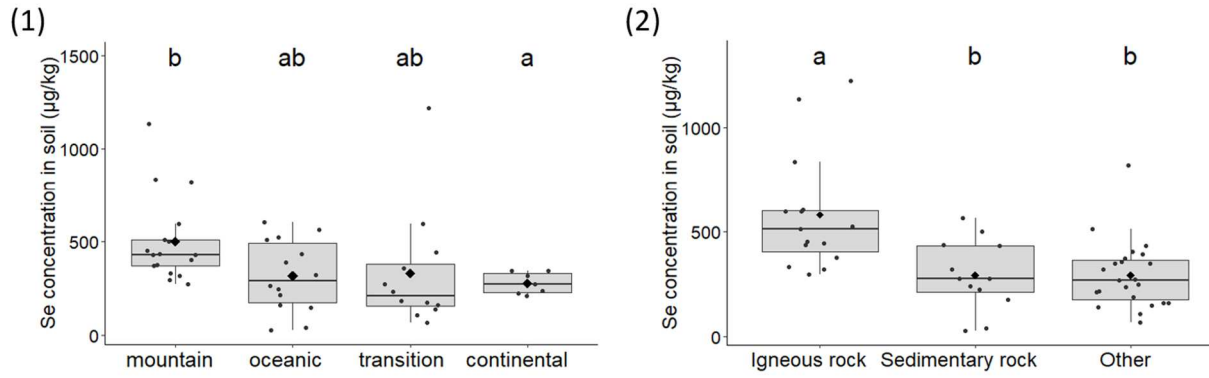 (1)
Se concentration in soil (µg/kg)
1500
1000
500
0
b ab ab a
mountain oceanic transition continental
(2)
Se concentration in soil (µg/kg)
1000
500
0
a b b
Igneous rock Sedimentary rock Other